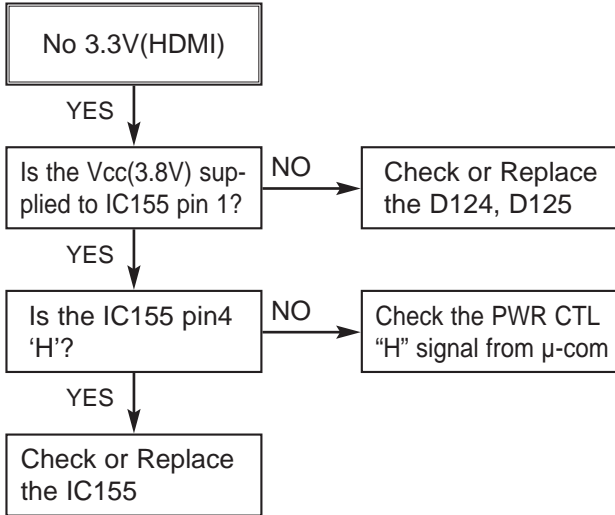 No 3.3V(HDMI)
YES
Is the Vcc(3.8V) sup-
plied to IC155 pin 1?
NO
Check or Replace
the D124, D125
YES
Is the IC155 pin4
‘H’?
NO
Check the PWR CTL
“H” signal from µ-com
YES
Check or Replace
the IC155